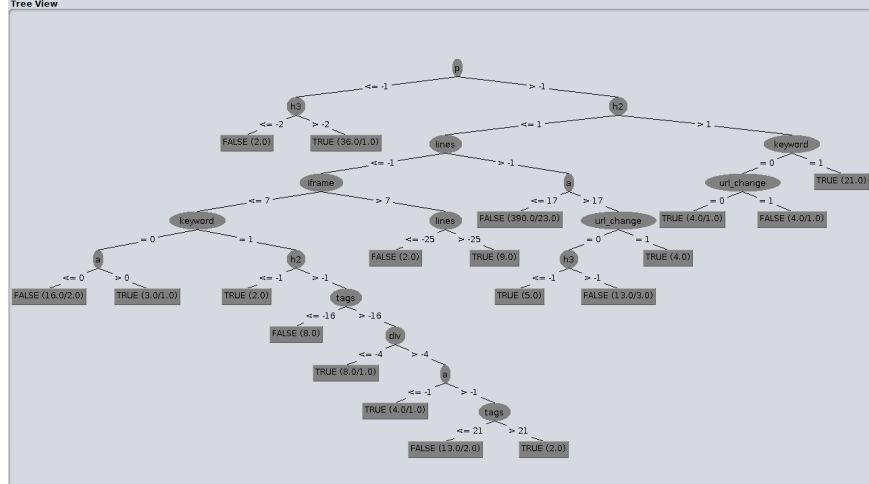 Tree View
p
<= -1 > -1
h3 h2
<= -2 > -2 <= 1 > 1
FALSE (2.0) TRUE (36.0/1.0) lines keyword
<= -1 > -1 = 0 = 1
iframe a url_change TRUE (21.0)
<= 7 > 7 <= 17 > 17 = 0 = 1
keyword lines FALSE (390.0/23.0) url_change TRUE (4.0/1.0) FALSE (4.0/1.0)
= 0 = 1 <= -25 > -25 = 0 = 1
a h2 FALSE (2.0) TRUE (9.0) h3 TRUE (4.0)
<= 0 > 0 <= -1 > -1 <= -1 > -1
FALSE (16.0/2.0) TRUE (3.0/1.0) TRUE (2.0) tags TRUE (5.0) FALSE (13.0/3.0)
<= -16 > -16
FALSE (8.0) div
<= -4 > -4
TRUE (8.0/1.0) a
<= -1 > -1
TRUE (4.0/1.0) tags
<= 21 > 21
FALSE (13.0/2.0) TRUE (2.0)